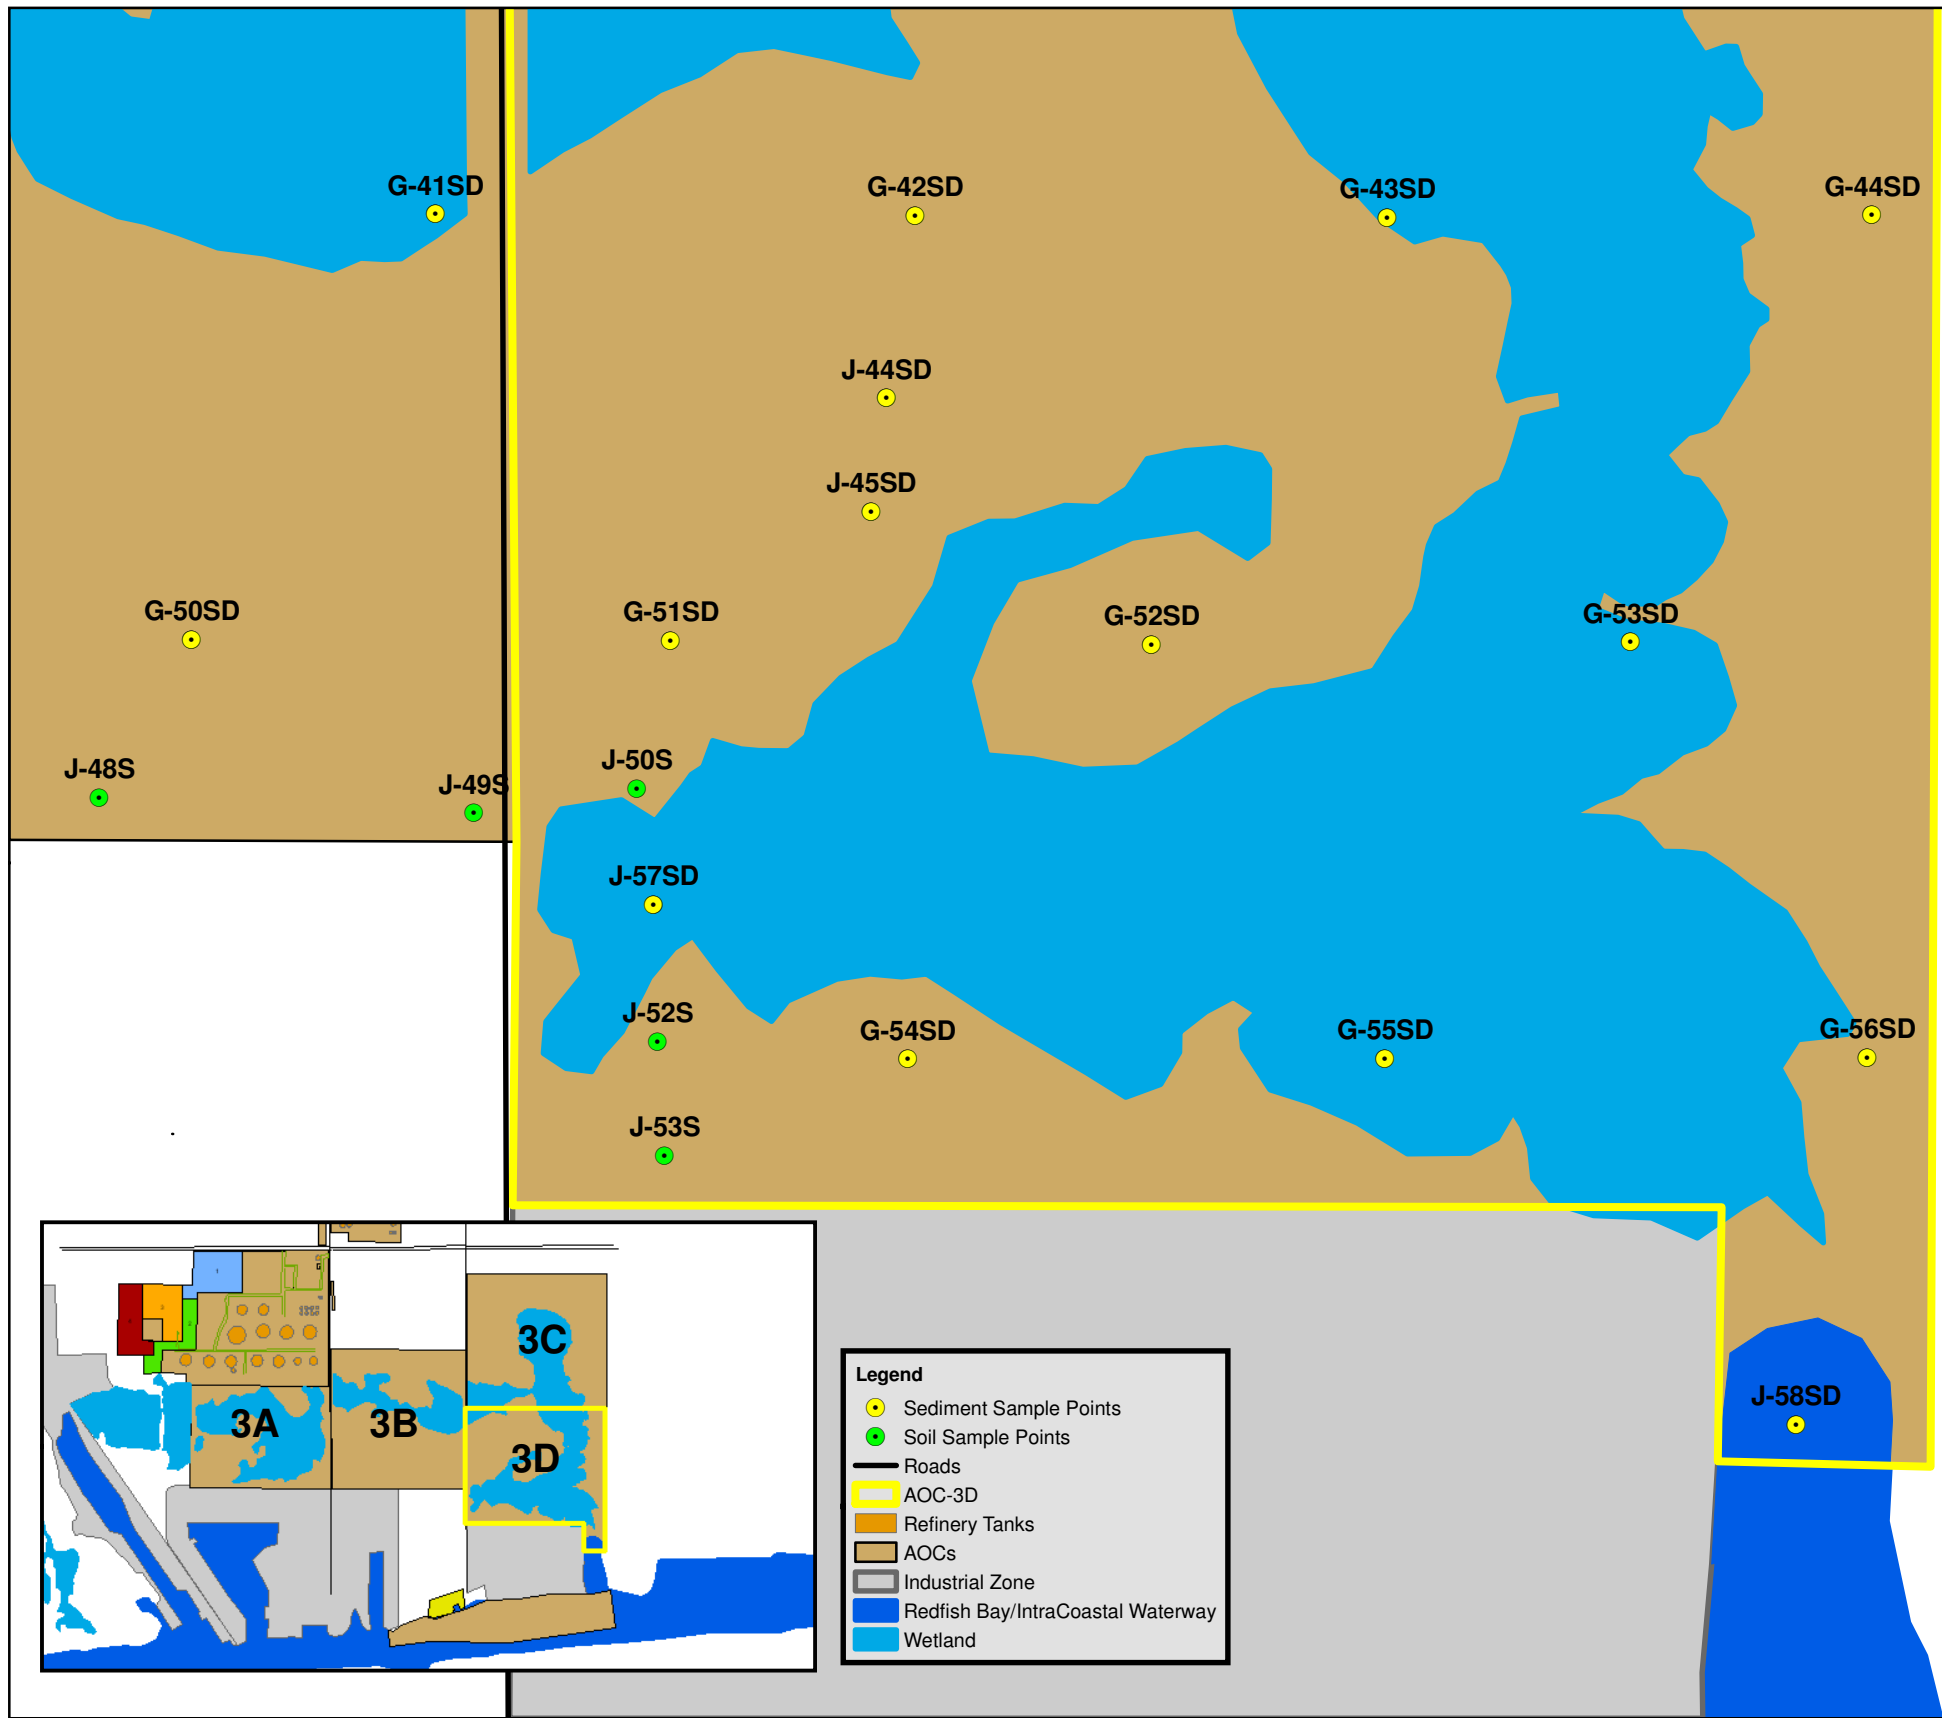 G-41SD
G-42SD
G-43SD
G-44SD
J-44SD
J-45SD
G-50SD
G-51SD
G-52SD
G-53SD
J-48S
J-49S
J-50S
J-57SD
J-52S
G-54SD
G-55SD
G-56SD
J-53S
J-58SD
3A
3B
3C
3D
Legend
Sediment Sample Points
Soil Sample Points
Roads
AOC-3D
Refinery Tanks
AOCs
Industrial Zone
Redfish Bay/IntraCoastal Waterway
Wetland